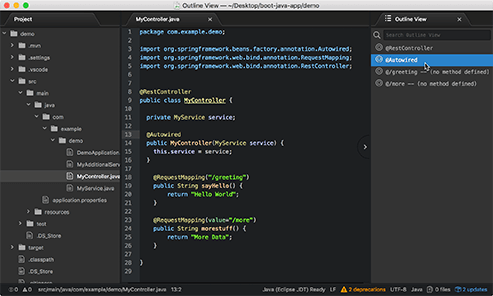 Outline View — ~/Desktop/boot-java-app/demo
Project
demo
.mvn
.settings
.vscode
src
main
java
com
example
demo
DemoApplication.
MyAdditionalServ
MyController.java
MyService.java
application.properties
resources
test
.DS_Store
target
.classpath
.DS_Store
MyController.java
1 package com.example.demo;
2
3 import org.springframework.beans.factory.annotation.Autowired;
4 import org.springframework.web.bind.annotation.RequestMapping;
5 import org.springframework.web.bind.annotation.RestController;
6
7
8 @RestController
9 public class MyController {
10
11 private MyService service;
12
13 @Autowired
14 public MyController(MyService service) {
15 this.service = service;
16 }
17
18 @RequestMapping("/greeting")
19 public String sayHello() {
20 return "Hello World";
21 }
22
23 @RequestMapping(value="/more")
24 public String morestuff() {
25 return "More Data";
26 }
27
28 }
29
Outline View
Search Outline View
@RestController
@Autowired
@/greeting -- (no method defined)
@/more -- (no method defined)
0 0 src/main/java/com/example/demo/MyController.java 13:2
Java (Eclipse JDT) Ready LF 2 deprecations UTF-8 Java 0 files 2 updates